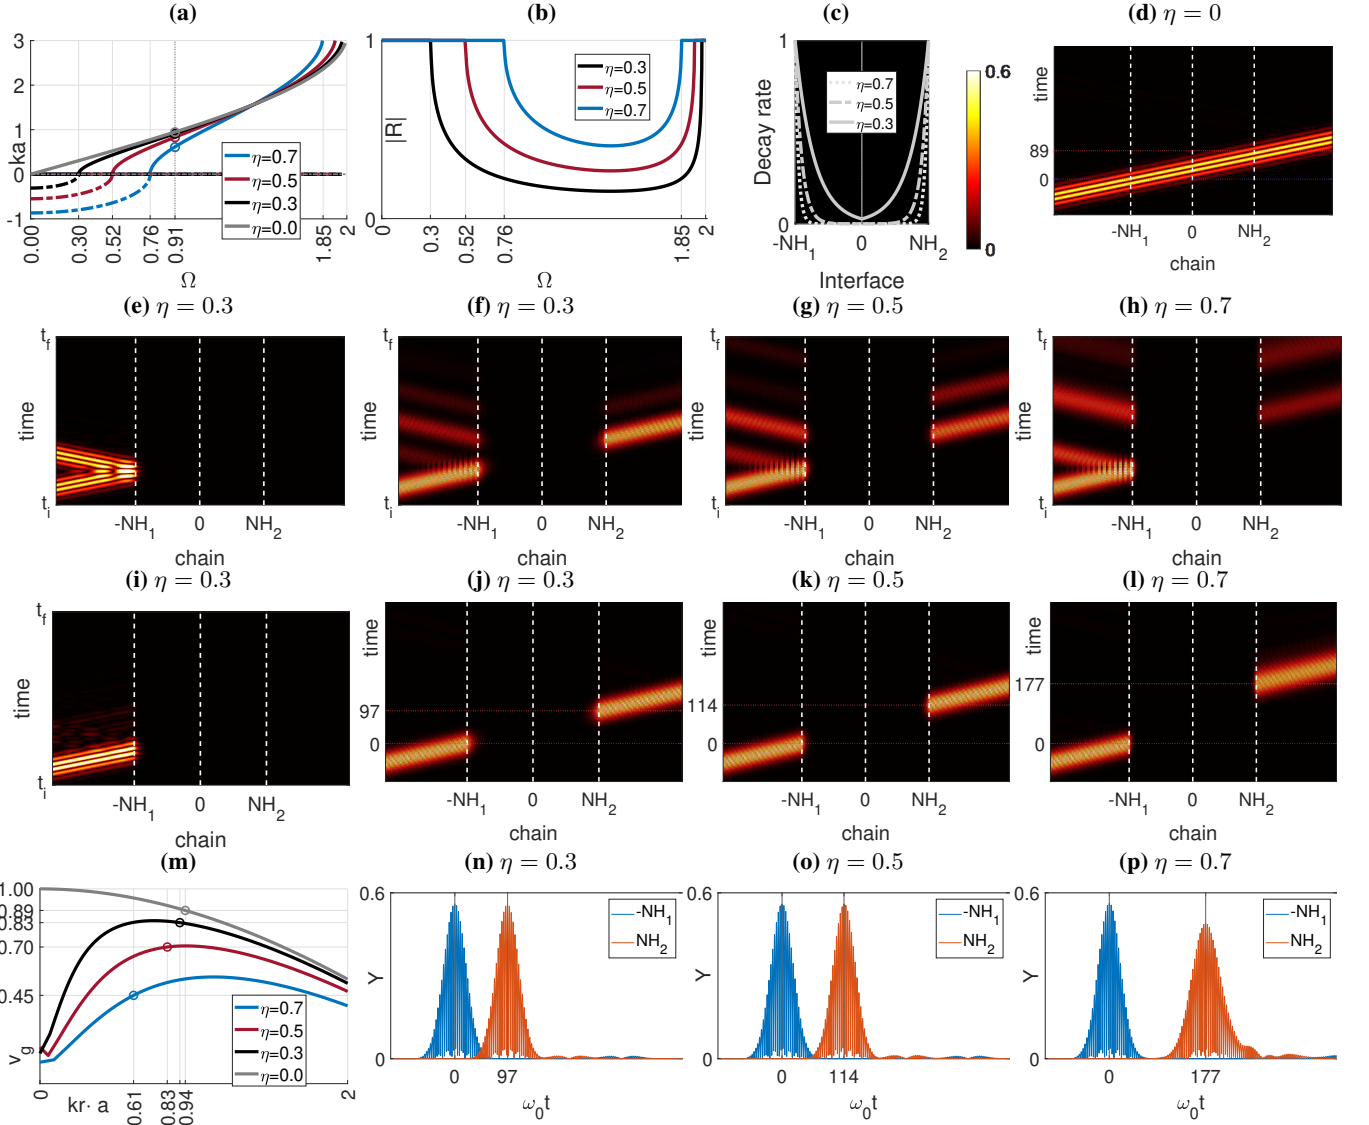 (a)
3
2
1
0
-1
ka
η=0.7
η=0.5
η=0.3
η=0.0
0.00
0.30
0.52
0.76
0.91
1.85
2
Ω
(b)
1
0
|R|
η=0.3
η=0.5
η=0.7
0
0.3
0.52
0.76
1.85
2
Ω
(c)
1
0
Decay rate
η=0.7
η=0.5
η=0.3
-NH1
0
NH2
Interface
0.6
0
(d) η = 0
time
89
0
-NH1
0
NH2
chain
(e) η = 0.3
tf
time
ti
-NH1
0
NH2
chain
(f) η = 0.3
tf
time
ti
-NH1
0
NH2
chain
(g) η = 0.5
tf
time
ti
-NH1
0
NH2
chain
(h) η = 0.7
tf
time
ti
-NH1
0
NH2
chain
(i) η = 0.3
tf
time
ti
-NH1
0
NH2
chain
(j) η = 0.3
time
97
0
-NH1
0
NH2
chain
(k) η = 0.5
time
114
0
-NH1
0
NH2
chain
(l) η = 0.7
time
177
0
-NH1
0
NH2
chain
(m)
1.00
0.89
0.83
0.70
0.45
vg
η=0.7
η=0.5
η=0.3
η=0.0
0
0.61
0.83
0.94
2
kr· a
(n) η = 0.3
0.6
0
Y
-NH1
NH2
0
97
ω0t
(o) η = 0.5
0.6
0
Y
-NH1
NH2
0
114
ω0t
(p) η = 0.7
0.6
0
Y
-NH1
NH2
0
177
ω0t